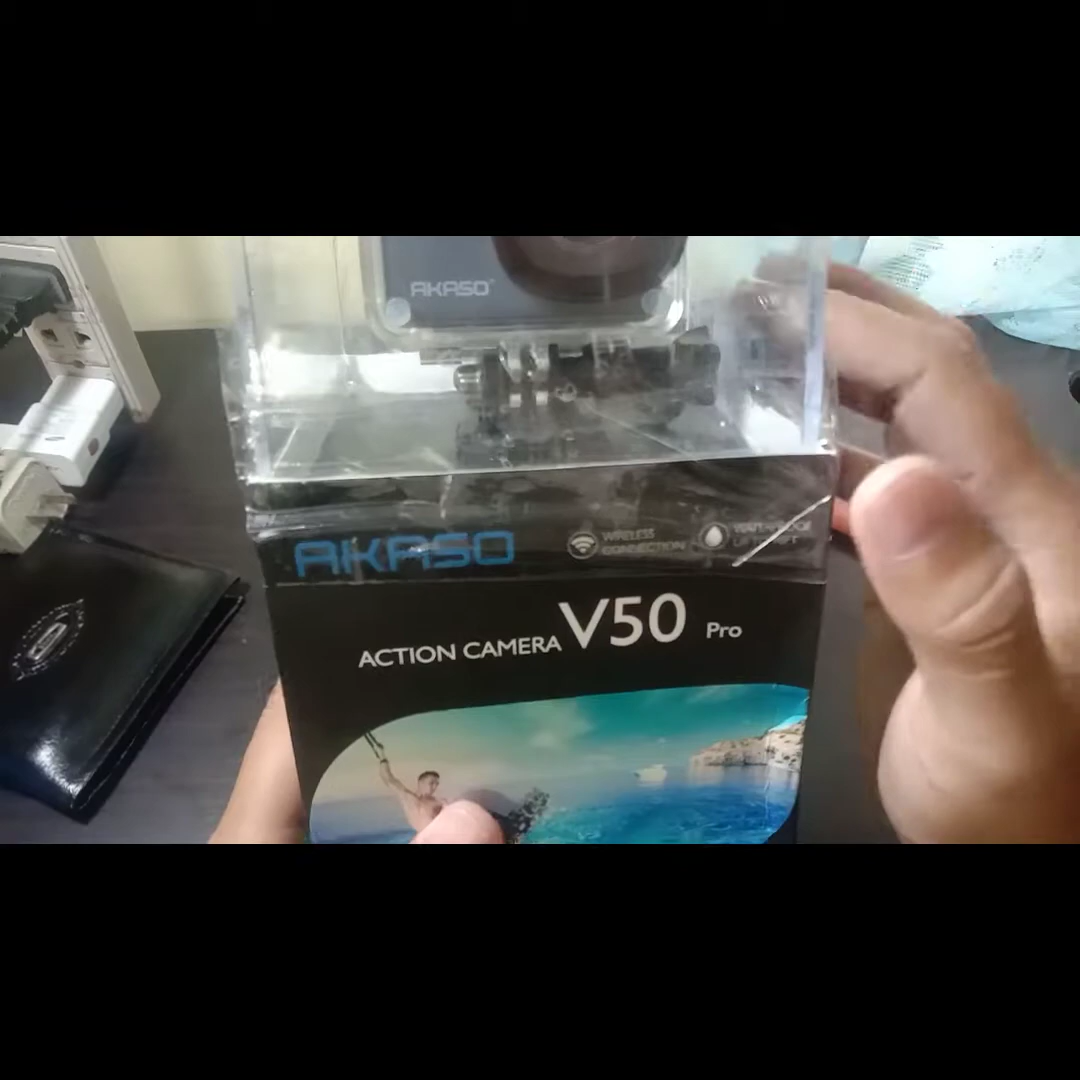 AKASO
AKASO
WIRELESS
CONNECTION
ACTION CAMERA V50 Pro